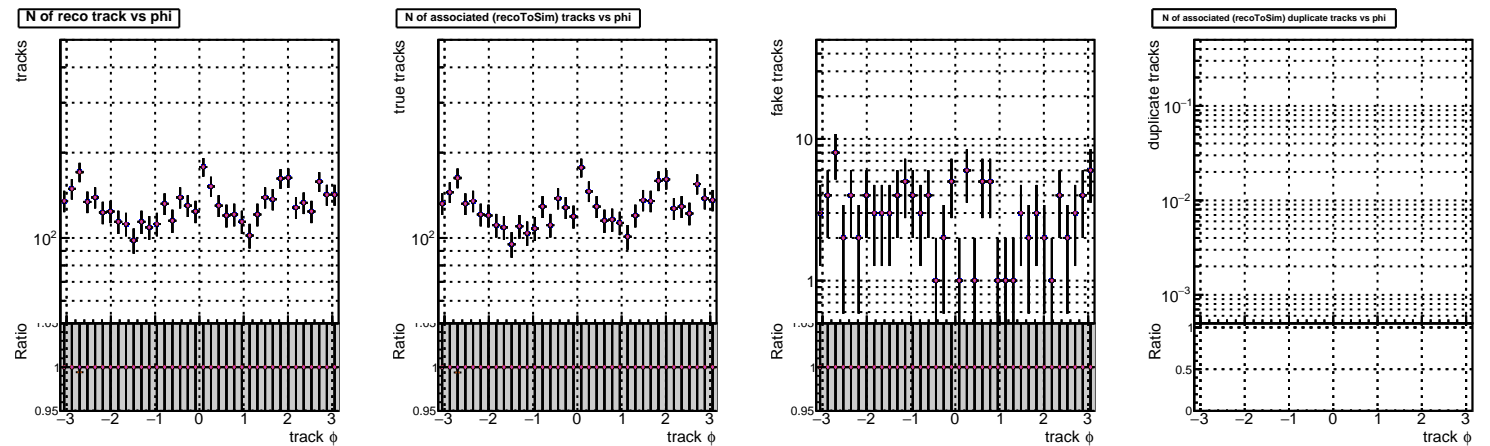 N of reco track vs phi
tracks
10²
Ratio
1.05
1
0.95
−3 −2 −1 0 1 2 3
track ϕ
N of associated (recoToSim) tracks vs phi
true tracks
10²
Ratio
1.05
1
0.95
−3 −2 −1 0 1 2 3
track ϕ
fake tracks
10
1
Ratio
1.05
1
0.95
−3 −2 −1 0 1 2 3
track ϕ
N of associated (recoToSim) duplicate tracks vs phi
duplicate tracks
10⁻¹
10⁻²
10⁻³
Ratio
1
0.5
0
−3 −2 −1 0 1 2 3
track ϕ